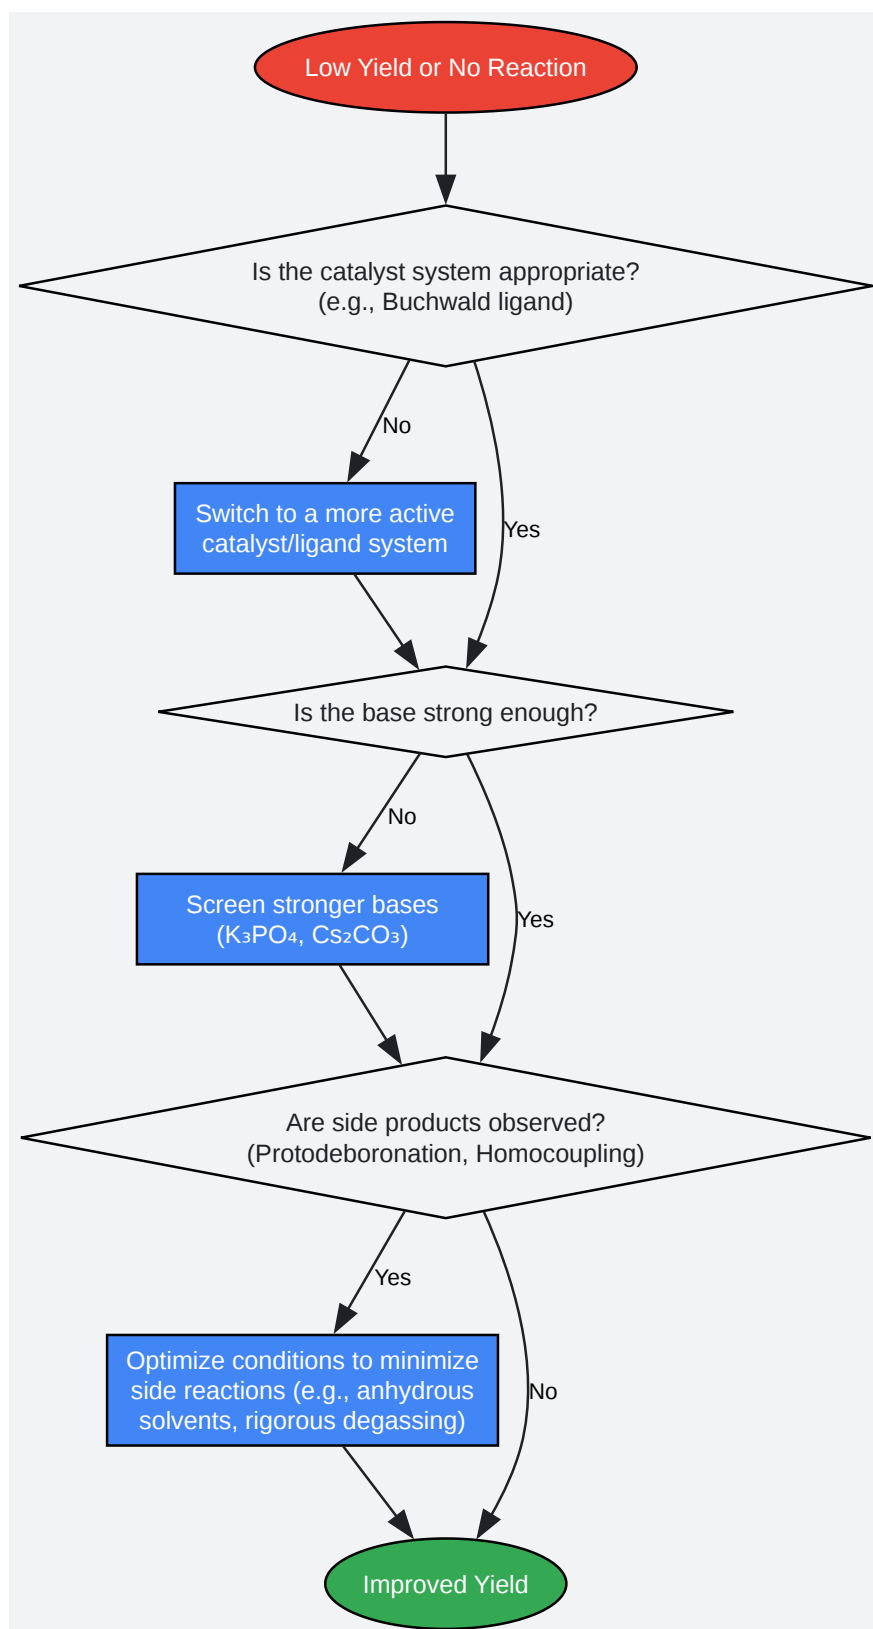 Low Yield or No Reaction
Is the catalyst system appropriate?
(e.g., Buchwald ligand)
No
Switch to a more active
catalyst/ligand system
Yes
Is the base strong enough?
No
Screen stronger bases
(K₃PO₄, Cs₂CO₃)
Yes
Are side products observed?
(Protodeboronation, Homocoupling)
Yes
Optimize conditions to minimize
side reactions (e.g., anhydrous
solvents, rigorous degassing)
No
Improved Yield